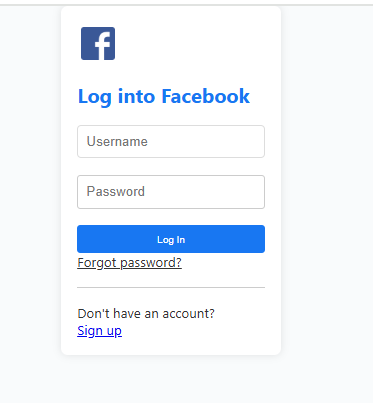 f
Log into Facebook
Username
Password
Log In
Forgot password?
Don't have an account?
Sign up